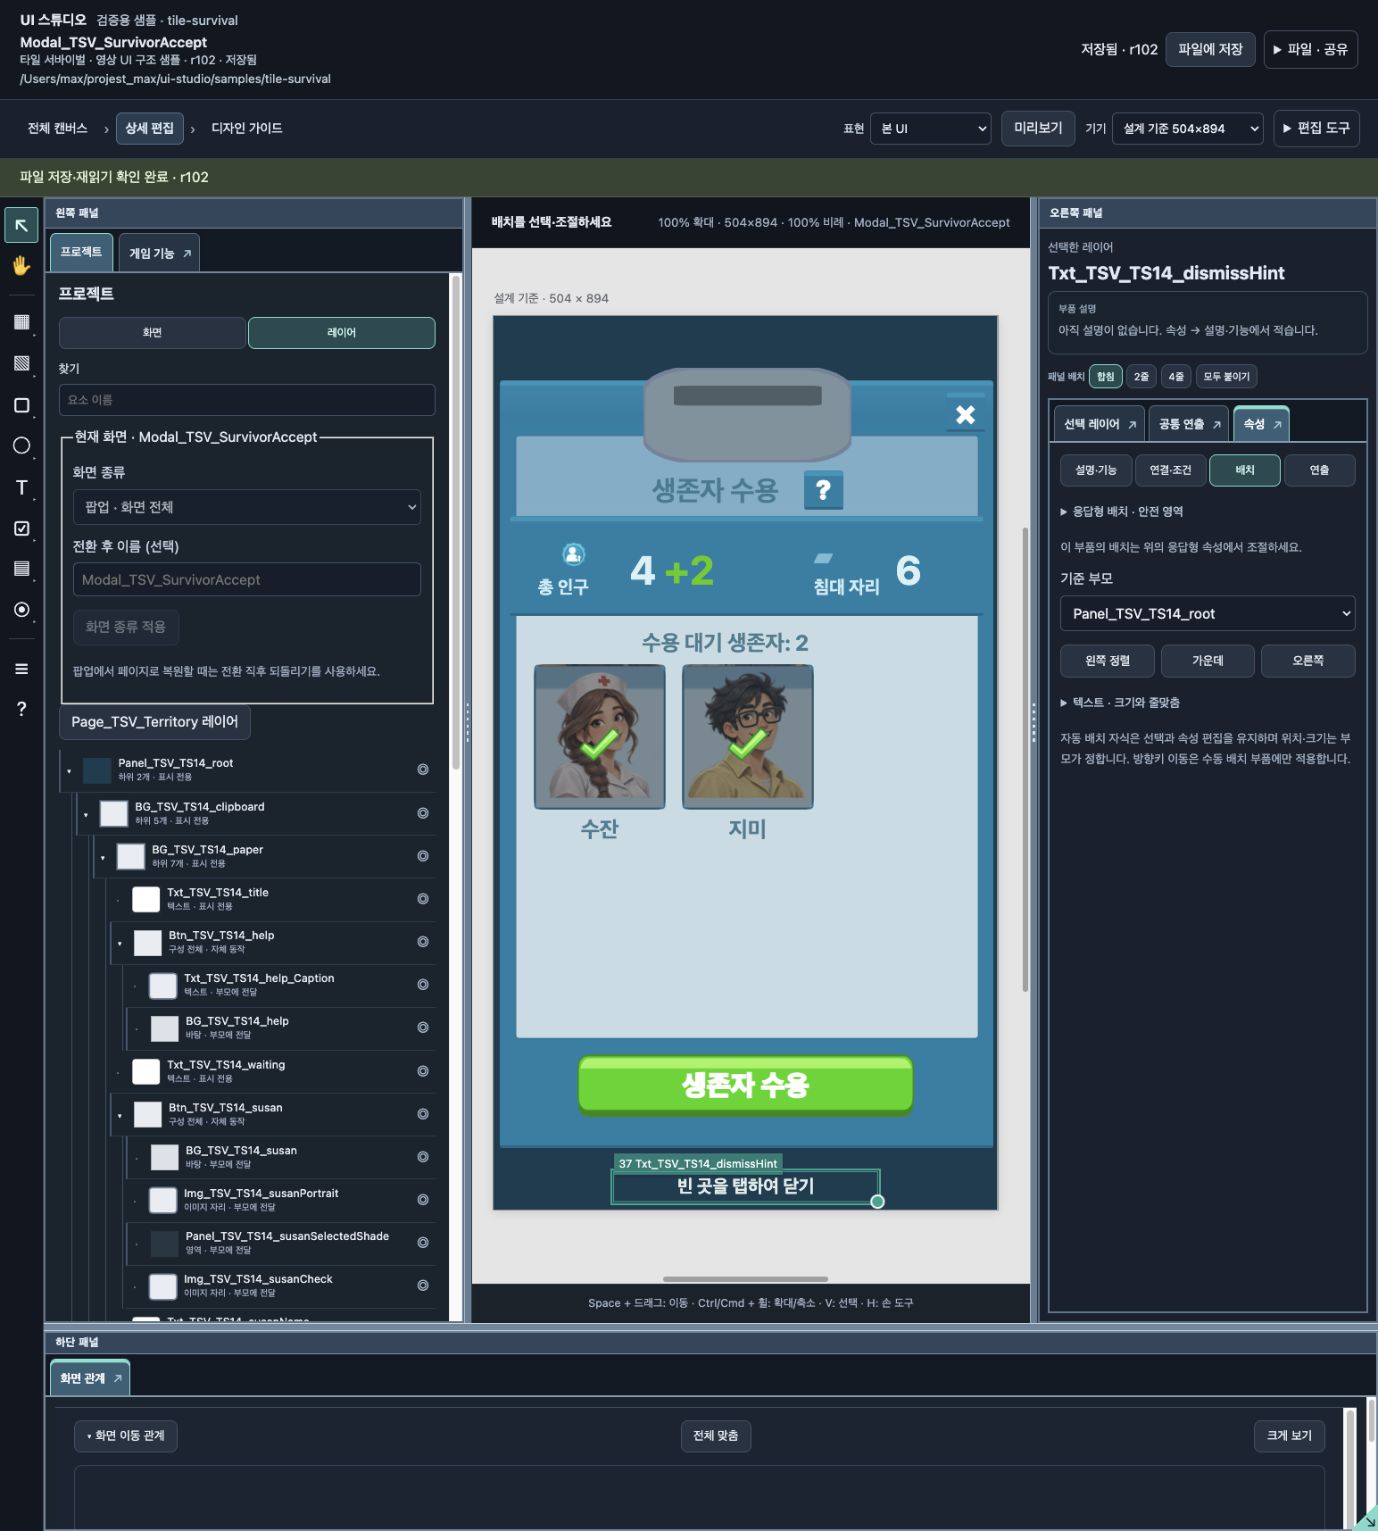 UI 스튜디오 검증용 샘플 · tile-survival
Modal_TSV_SurvivorAccept
타일 서바이벌 · 영상 UI 구조 샘플 · r102 · 저장됨
/Users/max/projest_max/ui-studio/samples/tile-survival
저장됨 · r102
파일에 저장
▶ 파일 · 공유
전체 캔버스 › 상세 편집 › 디자인 가이드
표현 본 UI
미리보기
기기 설계 기준 504×894
▶ 편집 도구
파일 저장·재읽기 확인 완료 · r102
왼쪽 패널
프로젝트
게임 기능 ↗
프로젝트
화면
레이어
찾기
요소 이름
현재 화면 · Modal_TSV_SurvivorAccept
화면 종류
팝업 · 화면 전체
전환 후 이름 (선택)
Modal_TSV_SurvivorAccept
화면 종류 적용
팝업에서 페이지로 복원할 때는 전환 직후 되돌리기를 사용하세요.
Page_TSV_Territory 레이어
Panel_TSV_TS14_root
하위 2개 · 표시 전용
BG_TSV_TS14_clipboard
하위 5개 · 표시 전용
BG_TSV_TS14_paper
하위 7개 · 표시 전용
Txt_TSV_TS14_title
텍스트 · 표시 전용
Btn_TSV_TS14_help
구성 전체 · 자체 동작
Txt_TSV_TS14_help_Caption
텍스트 · 부모에 전달
BG_TSV_TS14_help
바탕 · 부모에 전달
Txt_TSV_TS14_waiting
텍스트 · 표시 전용
Btn_TSV_TS14_susan
구성 전체 · 자체 동작
BG_TSV_TS14_susan
바탕 · 부모에 전달
Img_TSV_TS14_susanPortrait
이미지 자리 · 부모에 전달
Panel_TSV_TS14_susanSelectedShade
영역 · 부모에 전달
Img_TSV_TS14_susanCheck
이미지 자리 · 부모에 전달
Txt_TSV_TS14_susanName
T
?
배치를 선택·조절하세요
100% 확대 · 504×894 · 100% 비례 · Modal_TSV_SurvivorAccept
설계 기준 · 504 × 894
생존자 수용
?
총 인구
4 +2
침대 자리
6
수용 대기 생존자: 2
수잔
지미
생존자 수용
37 Txt_TSV_TS14_dismissHint
빈 곳을 탭하여 닫기
Space + 드래그: 이동 · Ctrl/Cmd + 휠: 확대/축소 · V: 선택 · H: 손 도구
오른쪽 패널
선택한 레이어
Txt_TSV_TS14_dismissHint
부품 설명
아직 설명이 없습니다. 속성 → 설명·기능에서 적습니다.
패널 배치 합침 2줄 4줄 모두 붙이기
선택 레이어 ↗
공통 연출 ↗
속성 ↗
설명·기능
연결·조건
배치
연출
▶ 응답형 배치 · 안전 영역
이 부품의 배치는 위의 응답형 속성에서 조절하세요.
기준 부모
Panel_TSV_TS14_root
왼쪽 정렬
가운데
오른쪽
▶ 텍스트 · 크기와 줄맞춤
자동 배치 자식은 선택과 속성 편집을 유지하며 위치·크기는 부
모가 정합니다. 방향키 이동은 수동 배치 부품에만 적용합니다.
하단 패널
화면 관계 ↗
▾ 화면 이동 관계
전체 맞춤
크게 보기